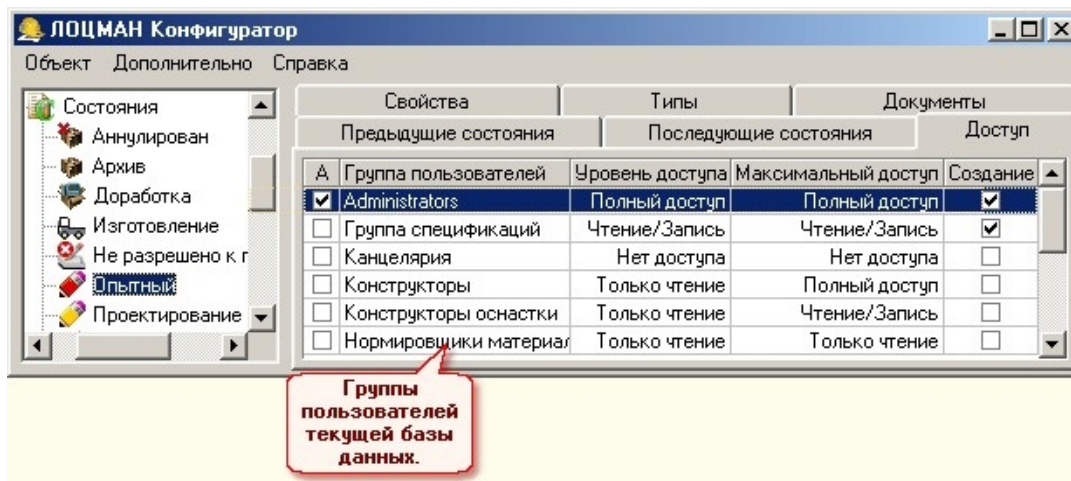 ЛОЦМАН Конфигуратор
Объект Дополнительно Справка
Состояния
Аннулирован
Архив
Доработка
Изготовление
Не разрешено к г
Опытный
Проектирование
Свойства Типы Документы
Предыдущие состояния Последующие состояния Доступ
А Группа пользователей Уровень доступа Максимальный доступ Создание
Administrators Полный доступ Полный доступ
Группа спецификаций Чтение/Запись Чтение/Запись
Канцелярия Нет доступа Нет доступа
Конструкторы Только чтение Полный доступ
Конструкторы оснастки Только чтение Чтение/Запись
Нормировщики материал Только чтение Только чтение
Группы
пользователей
текущей базы
данных.